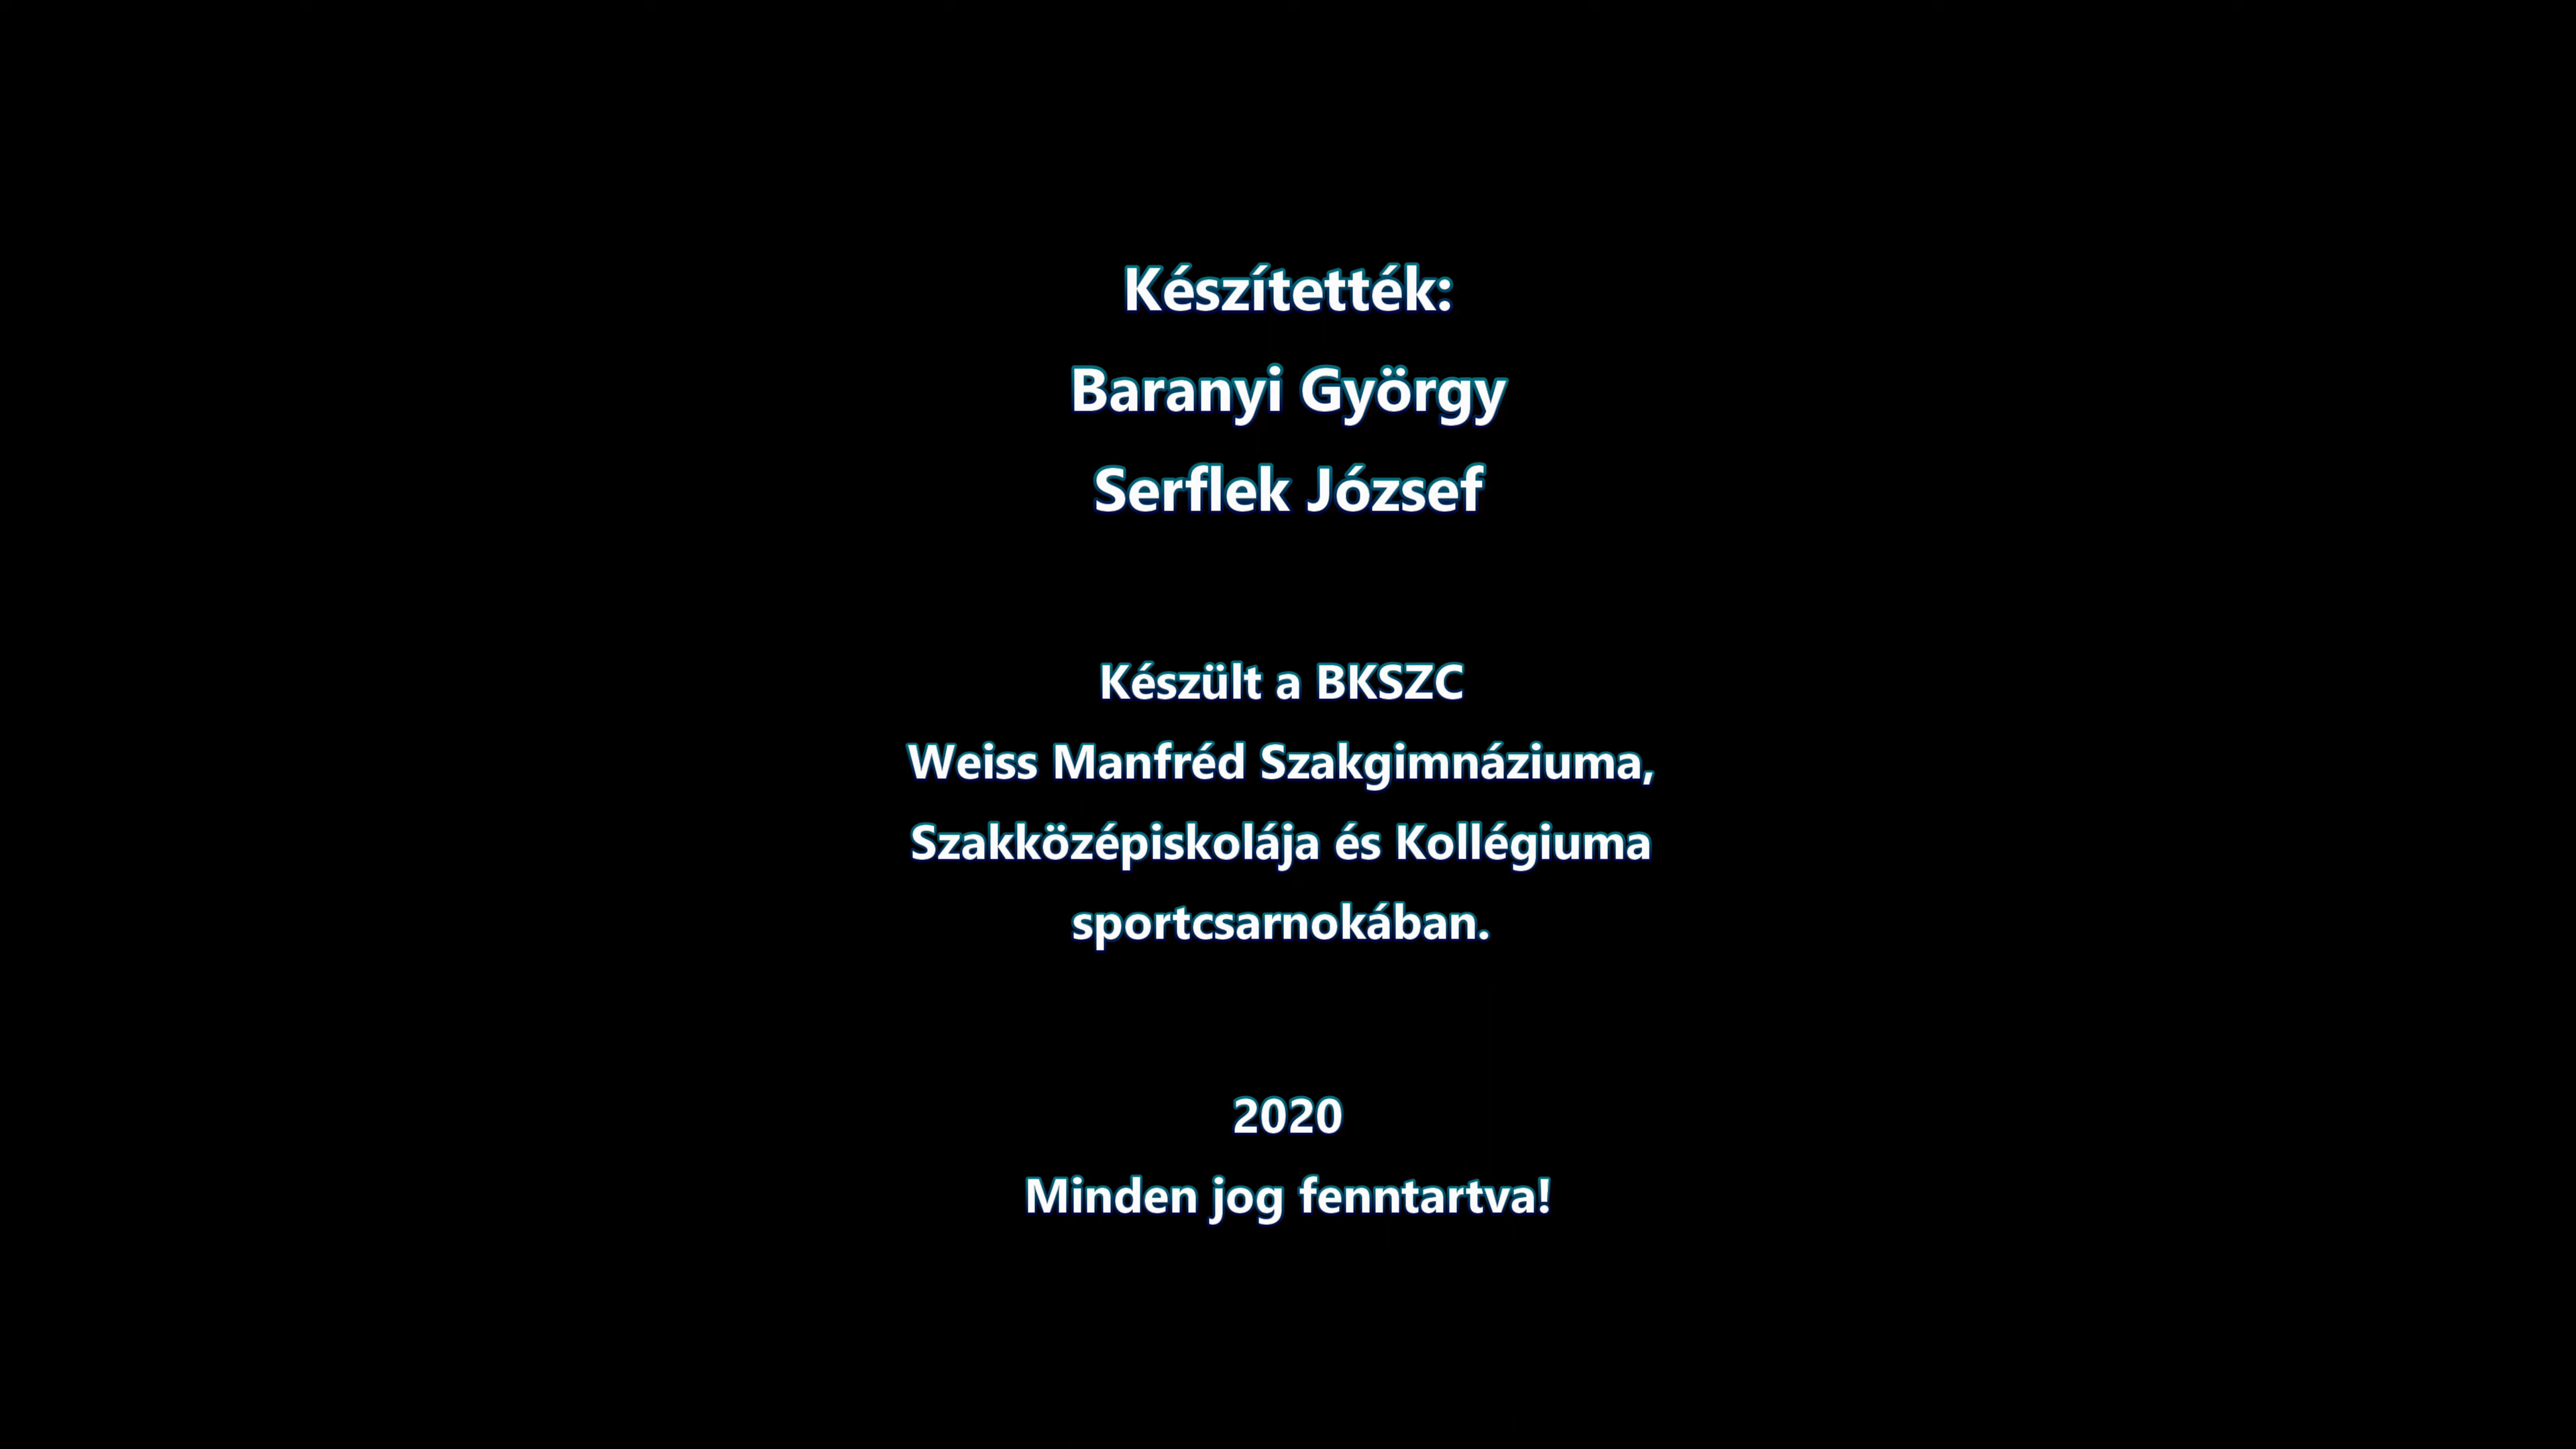 Készítették:
Baranyi György
Serflek József
Készült a BKSZC
Weiss Manfréd Szakgimnáziuma,
Szakközépiskolája és Kollégiuma
sportcsarnokában.
2020
Minden jog fenntartva!